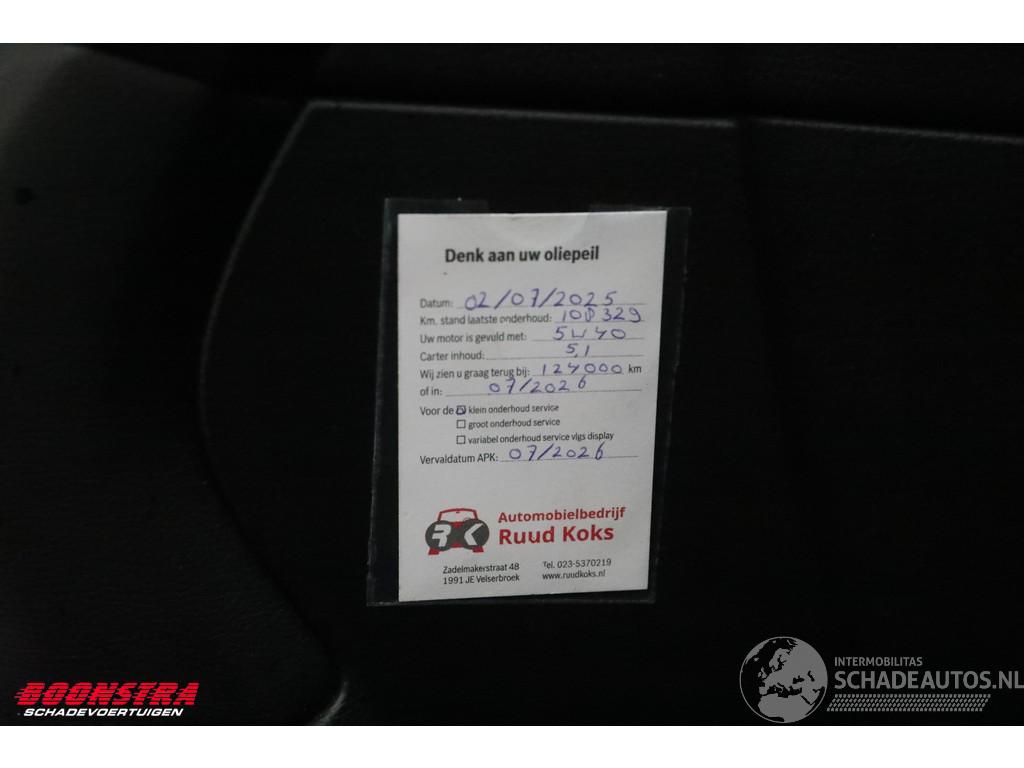 Denk aan uw oliepeil
Datum: 02/07/2025
Km. stand laatste onderhoud: 329
Uw motor is gevuld met: 5W40
Carter inhoud: 5,1
Wij zien u graag terug bij: 124000 km
of in: 07/2026
Voor de klein onderhoud service
groot onderhoud service
variabel onderhoud service vlgs display
Vervaldatum APK: 07/2026
RK
Automobielbedrijf
Ruud Koks
Zadelmakerstraat 48 Tel. 023-5370219
1991 JE Velserbroek www.ruudkoks.nl
BOONSTRA
SCHADEVOERTUIGEN
INTERMOBILITAS
SCHADEAUTOS.NL